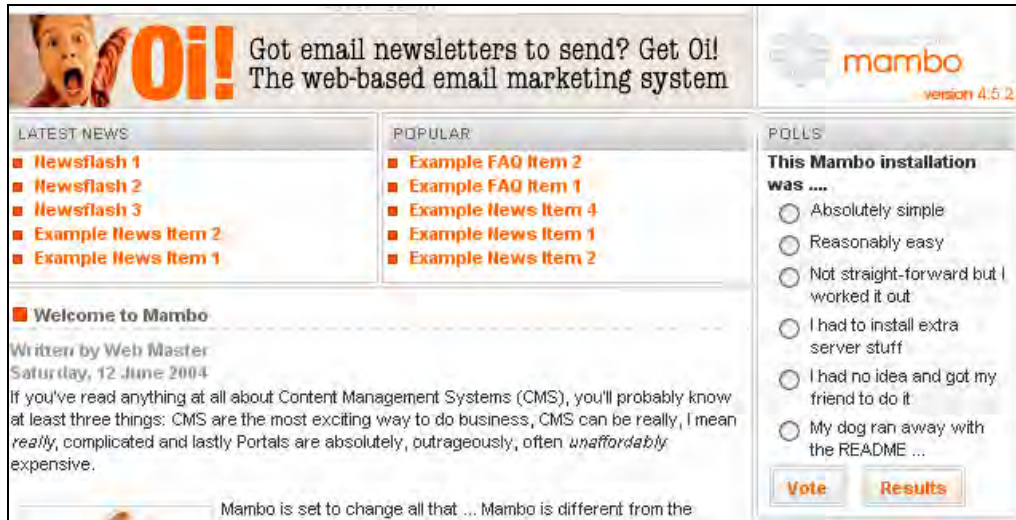 Oi!
Got email newsletters to send? Get Oi!
The web-based email marketing system
mambo
version 4.5.2
LATEST NEWS
Newsflash 1
Newsflash 2
Newsflash 3
Example News Item 2
Example News Item 1
POPULAR
Example FAQ Item 2
Example FAQ Item 1
Example News Item 4
Example News Item 1
Example News Item 2
POLLS
This Mambo installation
was ....
Absolutely simple
Reasonably easy
Not straight-forward but I
worked it out
I had to install extra
server stuff
I had no idea and got my
friend to do it
My dog ran away with
the README ...
Vote
Results
Welcome to Mambo
Written by Web Master
Saturday, 12 June 2004
If you've read anything at all about Content Management Systems (CMS), you'll probably know
at least three things: CMS are the most exciting way to do business, CMS can be really, I mean
really, complicated and lastly Portals are absolutely, outrageously, often unaffordably
expensive.
Mambo is set to change all that ... Mambo is different from the